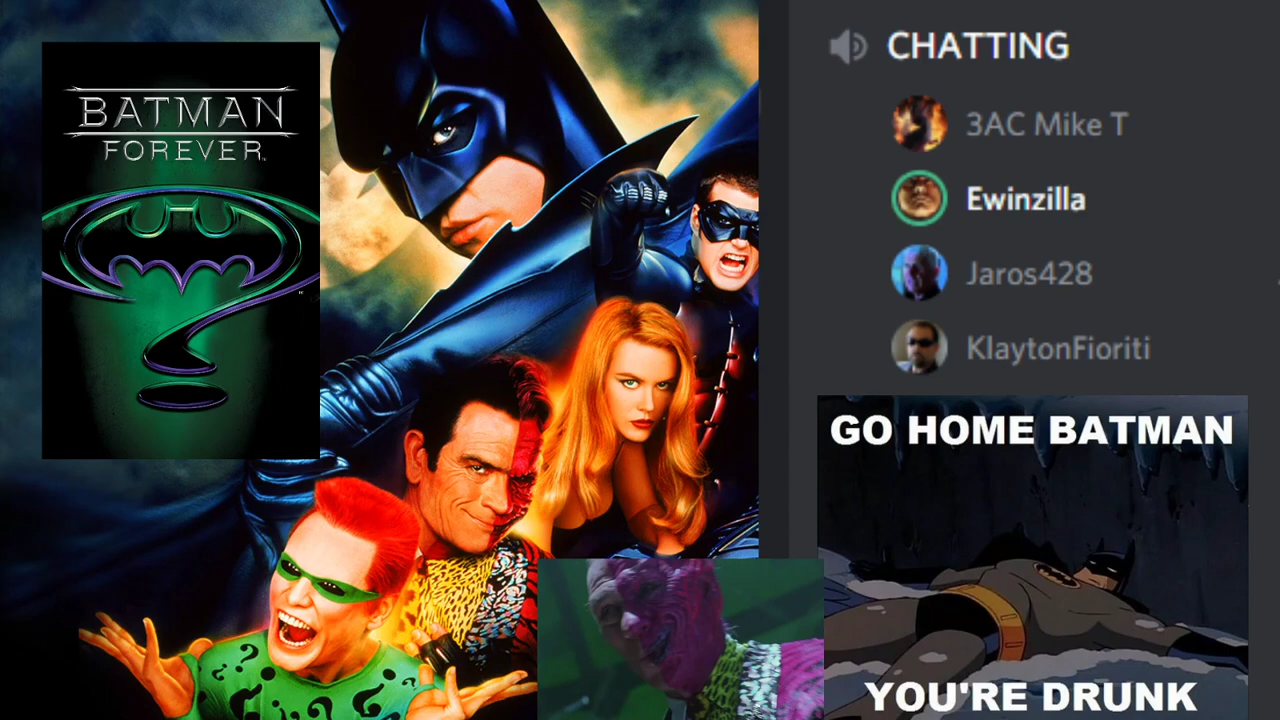 BATMAN
FOREVER
CHATTING
3AC Mike T
Ewinzilla
Jaros428
KlaytonFioriti
GO HOME BATMAN
YOU'RE DRUNK